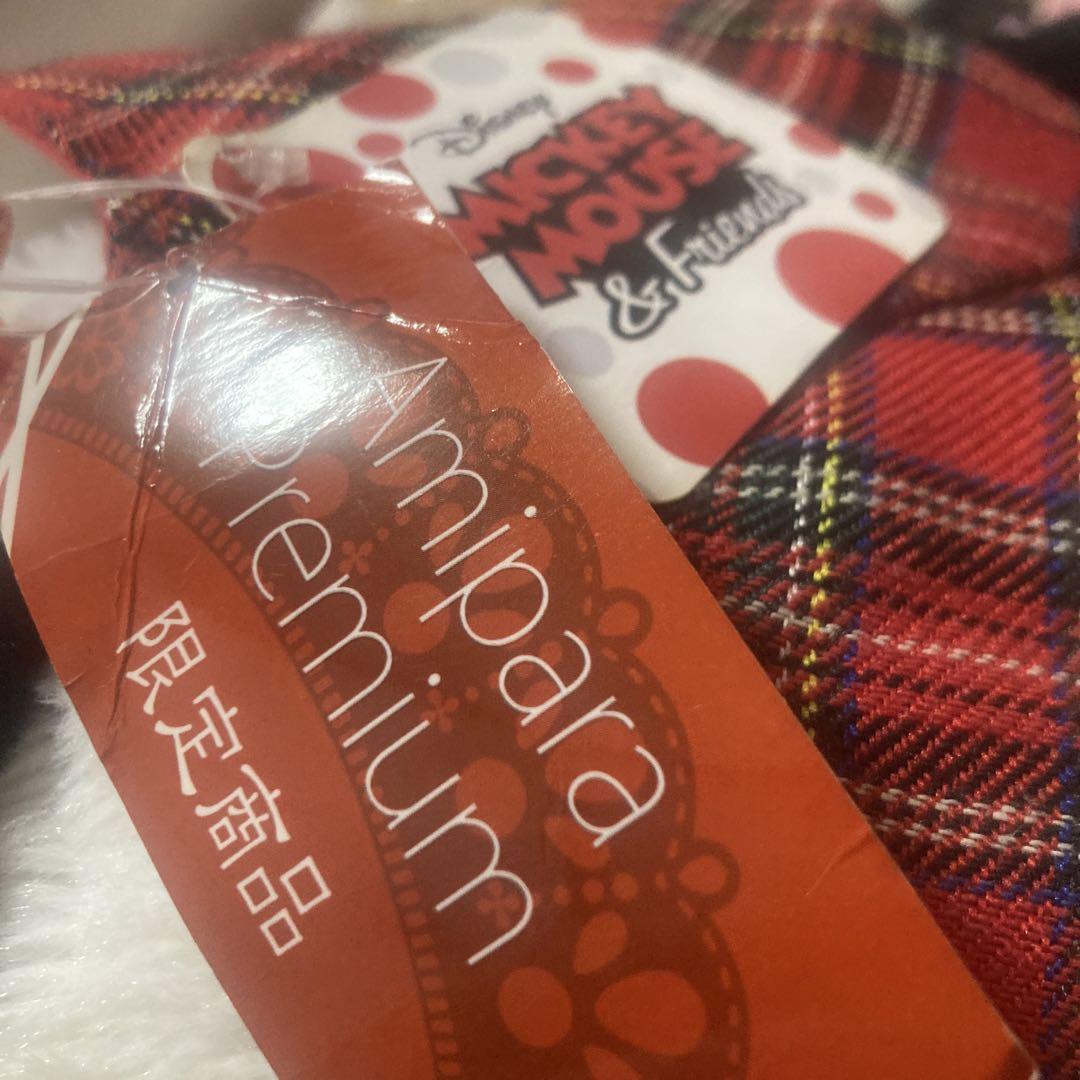 Disney
MICKEY
MOUSE
& Friends
Amipara
Premium
限定商品